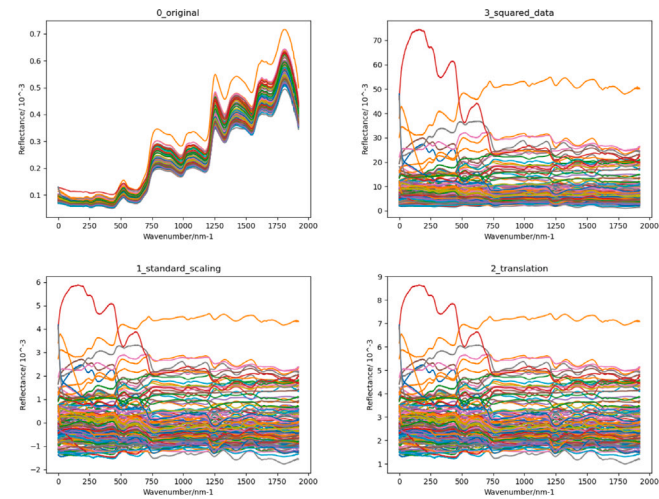 0_original
Reflectance/ 10^-3
0.7
0.6
0.5
0.4
0.3
0.2
0.1
0 250 500 750 1000 1250 1500 1750 2000
Wavenumber/nm-1
3_squared_data
Reflectance/ 10^-3
70
60
50
40
30
20
10
0
0 250 500 750 1000 1250 1500 1750 2000
Wavenumber/nm-1
1_standard_scaling
Reflectance/ 10^-3
6
5
4
3
2
1
0
−1
−2
0 250 500 750 1000 1250 1500 1750 2000
Wavenumber/nm-1
2_translation
Reflectance/ 10^-3
9
8
7
6
5
4
3
2
1
0 250 500 750 1000 1250 1500 1750 2000
Wavenumber/nm-1